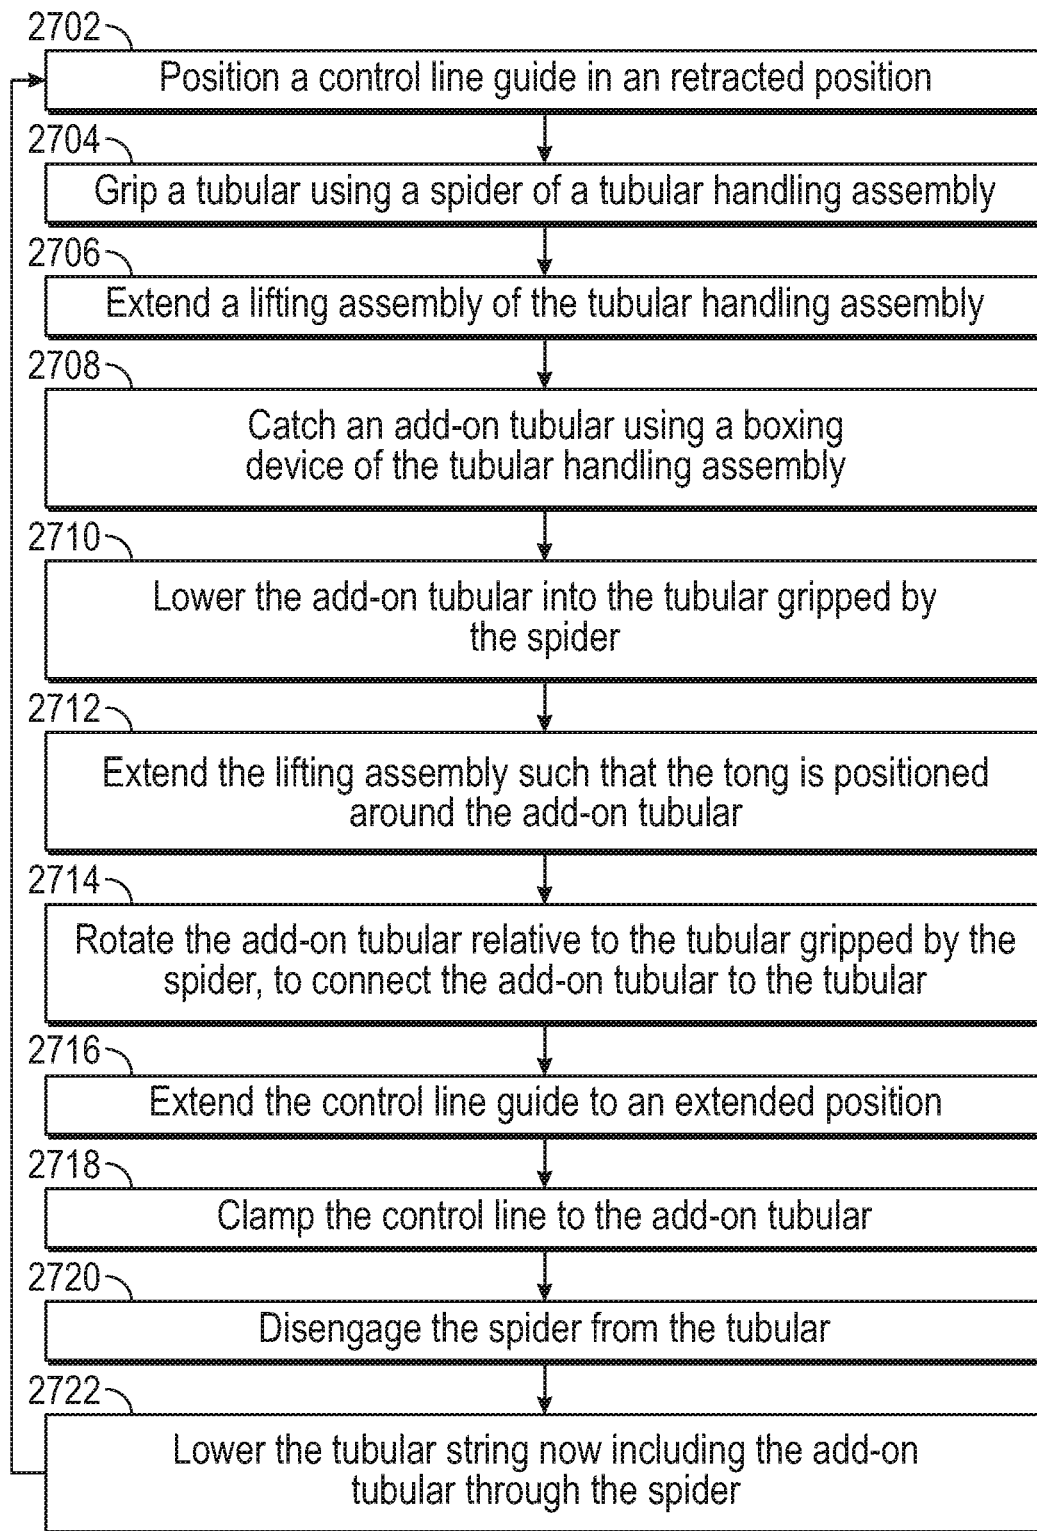 2702
Position a control line guide in an retracted position
2704
Grip a tubular using a spider of a tubular handling assembly
2706
Extend a lifting assembly of the tubular handling assembly
2708
Catch an add-on tubular using a boxing
device of the tubular handling assembly
2710
Lower the add-on tubular into the tubular gripped by
the spider
2712
Extend the lifting assembly such that the tong is positioned
around the add-on tubular
2714
Rotate the add-on tubular relative to the tubular gripped by the
spider, to connect the add-on tubular to the tubular
2716
Extend the control line guide to an extended position
2718
Clamp the control line to the add-on tubular
2720
Disengage the spider from the tubular
2722
Lower the tubular string now including the add-on
tubular through the spider